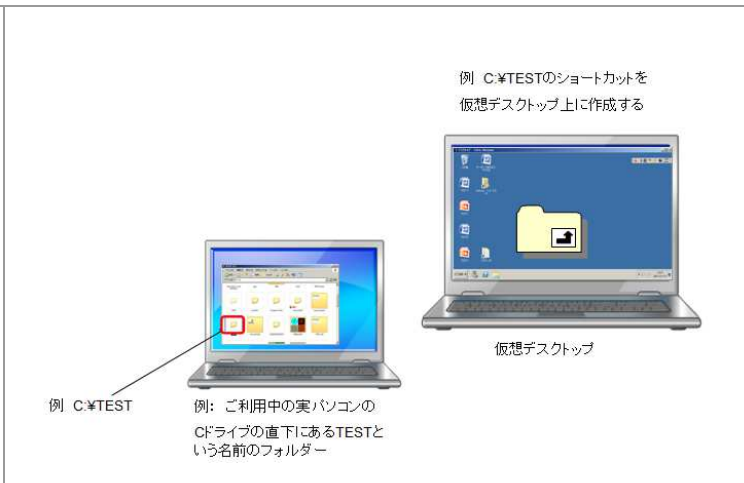 例 C:¥TESTのショートカットを
仮想デスクトップ上に作成する
仮想デスクトップ
例 C:¥TEST
例: ご利用中の実パソコンの
Cドライブの直下にあるTESTと
いう名前のフォルダー